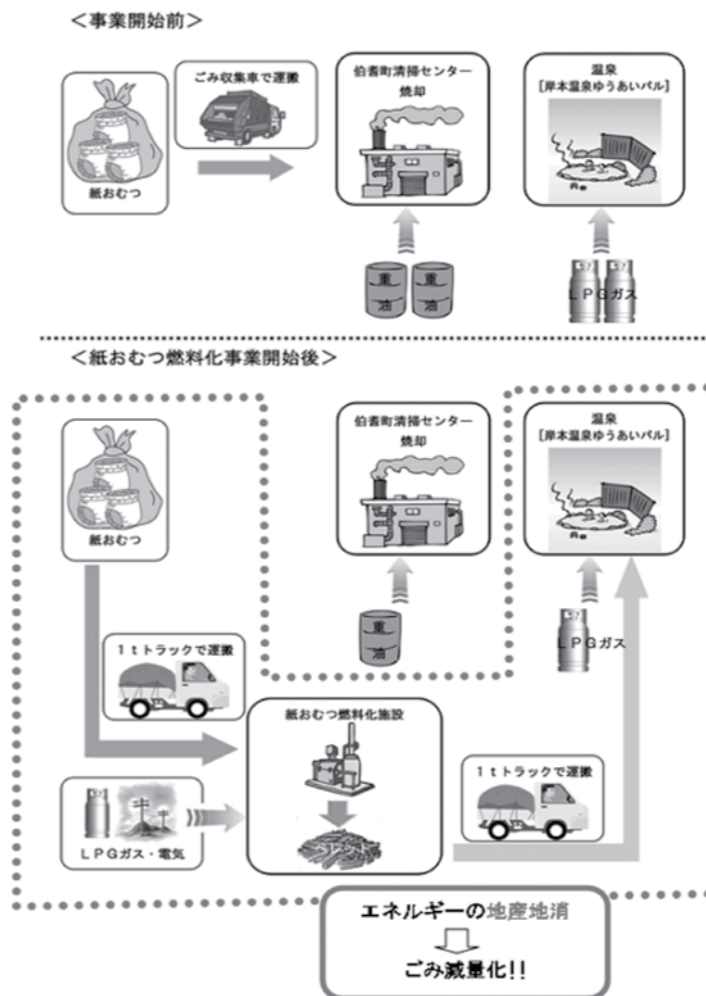 ＜事業開始前＞
紙おむつ
ごみ収集車で運搬
伯耆町清掃センター
焼却
温泉
[岸本温泉ゆうあいパル]
重油
重油
ＬＰＧガス
＜紙おむつ燃料化事業開始後＞
紙おむつ
伯耆町清掃センター
焼却
温泉
[岸本温泉ゆうあいパル]
重油
ＬＰＧガス
１ｔトラックで運搬
紙おむつ燃料化施設
ペレット
ＬＰＧガス・電気
１ｔトラックで運搬
エネルギーの地産地消
ごみ減量化!!